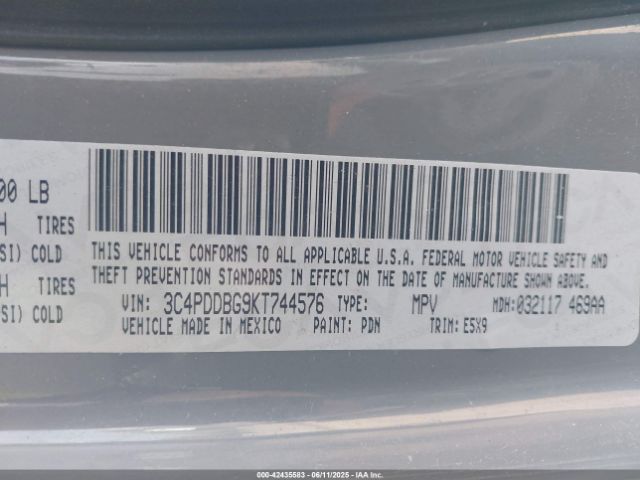 00 LB
H TIRES
SI) COLD
H TIRES
SI) COLD
THIS VEHICLE CONFORMS TO ALL APPLICABLE U.S.A. FEDERAL MOTOR VEHICLE SAFETY AND
THEFT PREVENTION STANDARDS IN EFFECT ON THE DATE OF MANUFACTURE SHOWN ABOVE.
VIN: 3C4PDDBG9KT744576 TYPE: MPV MDH:032117 469AA
VEHICLE MADE IN MEXICO PAINT: PDN TRIM: E5X9
000-42435583 - 06/11/2025 - IAAI.COM